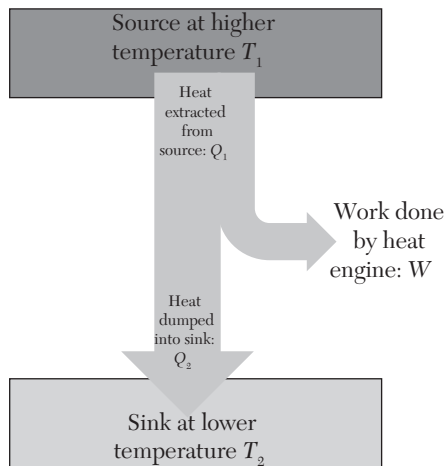 Source at higher
temperature T₁
Heat
extracted
from
source: Q₁
Work done
by heat
engine: W
Heat
dumped
into sink:
Q₂
Sink at lower
temperature T₂